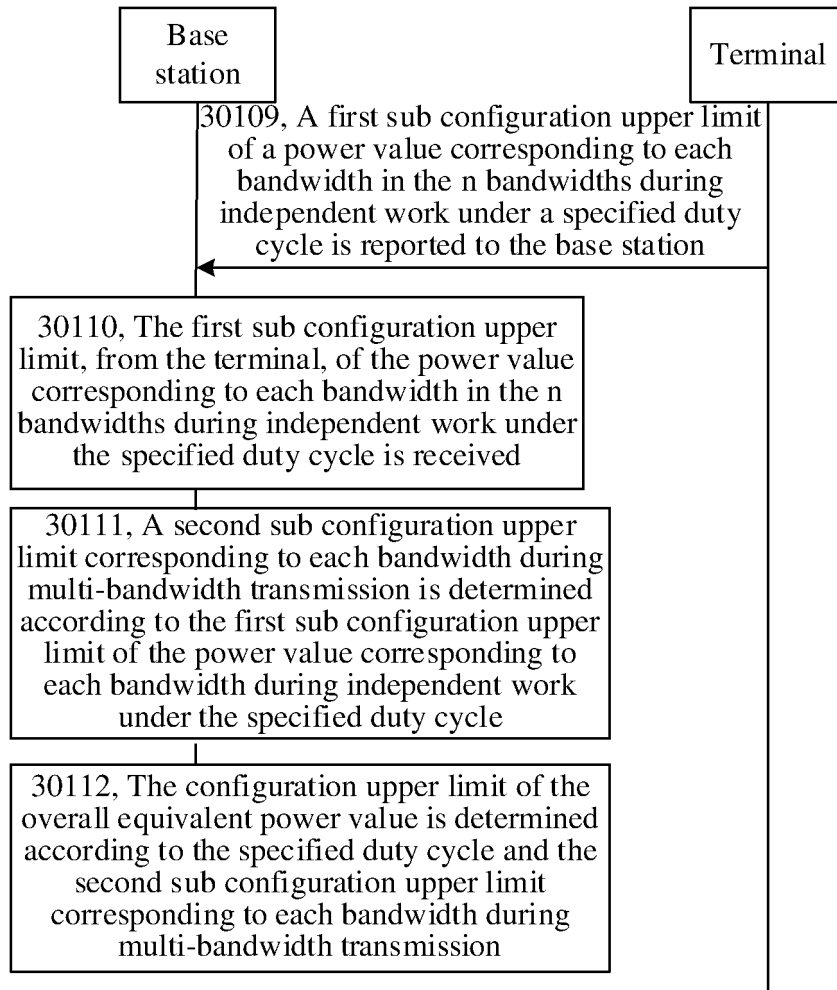 Base
station
Terminal
30109, A first sub configuration upper limit
of a power value corresponding to each
bandwidth in the n bandwidths during
independent work under a specified duty
cycle is reported to the base station
30110, The first sub configuration upper
limit, from the terminal, of the power value
corresponding to each bandwidth in the n
bandwidths during independent work under
the specified duty cycle is received
30111, A second sub configuration upper
limit corresponding to each bandwidth during
multi-bandwidth transmission is determined
according to the first sub configuration upper
limit of the power value corresponding to
each bandwidth during independent work
under the specified duty cycle
30112, The configuration upper limit of the
overall equivalent power value is determined
according to the specified duty cycle and the
second sub configuration upper limit
corresponding to each bandwidth during
multi-bandwidth transmission